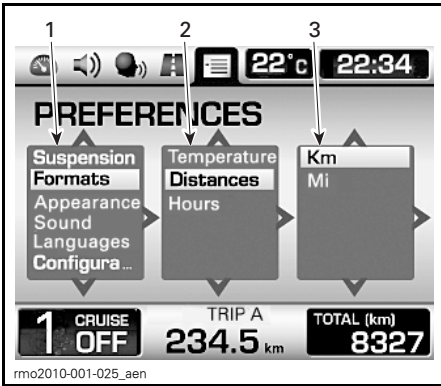 1 2 3
22°c 22:34
PREFERENCES
Suspension
Formats
Appearance
Sound
Languages
Configura...
Temperature
Distances
Hours
Km
Mi
1 CRUISE OFF
TRIP A
234.5 km
TOTAL (km)
8327
rmo2010-001-025_aen